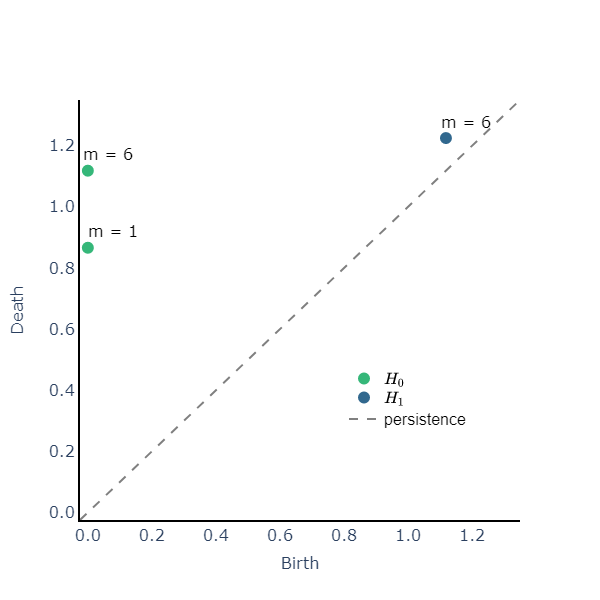 m = 6
1.2
m = 6
1.0
m = 1
0.8
0.6
Death
0.4
H₀
H₁
persistence
0.2
0.0
0.0 0.2 0.4 0.6 0.8 1.0 1.2
Birth